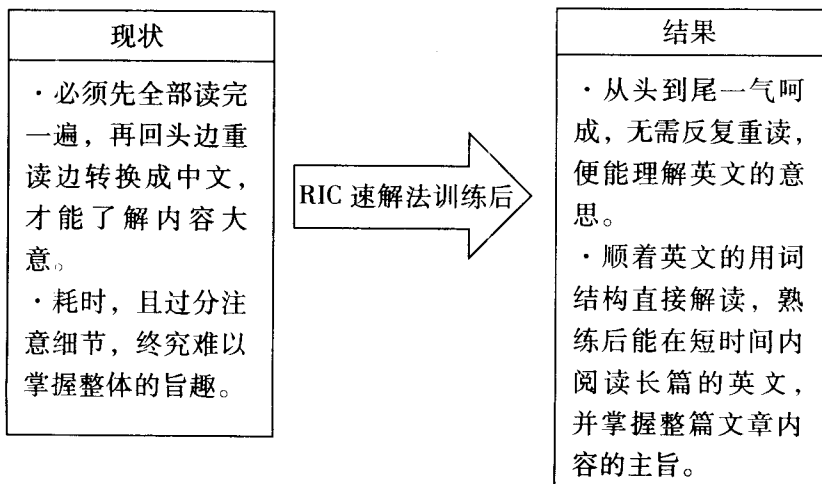 现状
·必须先全部读完
一遍，再回头边重
读边转换成中文，
才能了解内容大
意。
·耗时，且过分注
意细节，终究难以
掌握整体的旨趣。
RIC 速解法训练后
结果
·从头到尾一气呵
成，无需反复重读，
便能理解英文的意
思。
·顺着英文的用词
结构直接解读，熟
练后能在短时间内
阅读长篇的英文，
并掌握整篇文章内
容的主旨。